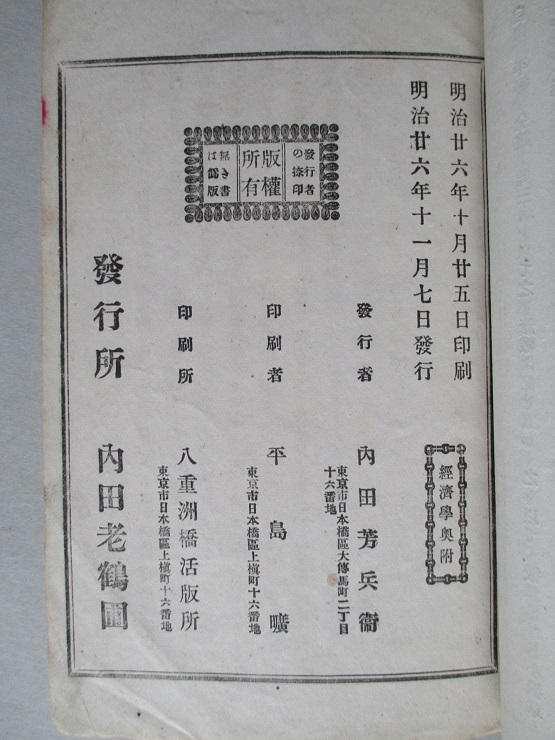 明治廿六年十月廿五日印刷
明治廿六年十一月七日發行
經濟學奥附
發行者の捺印
版權所有
無き書は僞版
發行者
內田芳兵衞
東京市日本橋區大傳馬町二丁目
十六番地
印刷者
平島曠
東京市日本橋區上槇町十六番地
印刷所
八重洲橋活版所
東京市日本橋區上槇町十六番地
發行所
內田老鶴圃